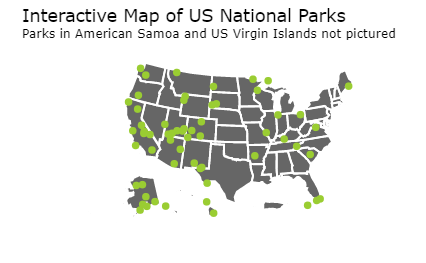 Interactive Map of US National Parks
Parks in American Samoa and US Virgin Islands not pictured